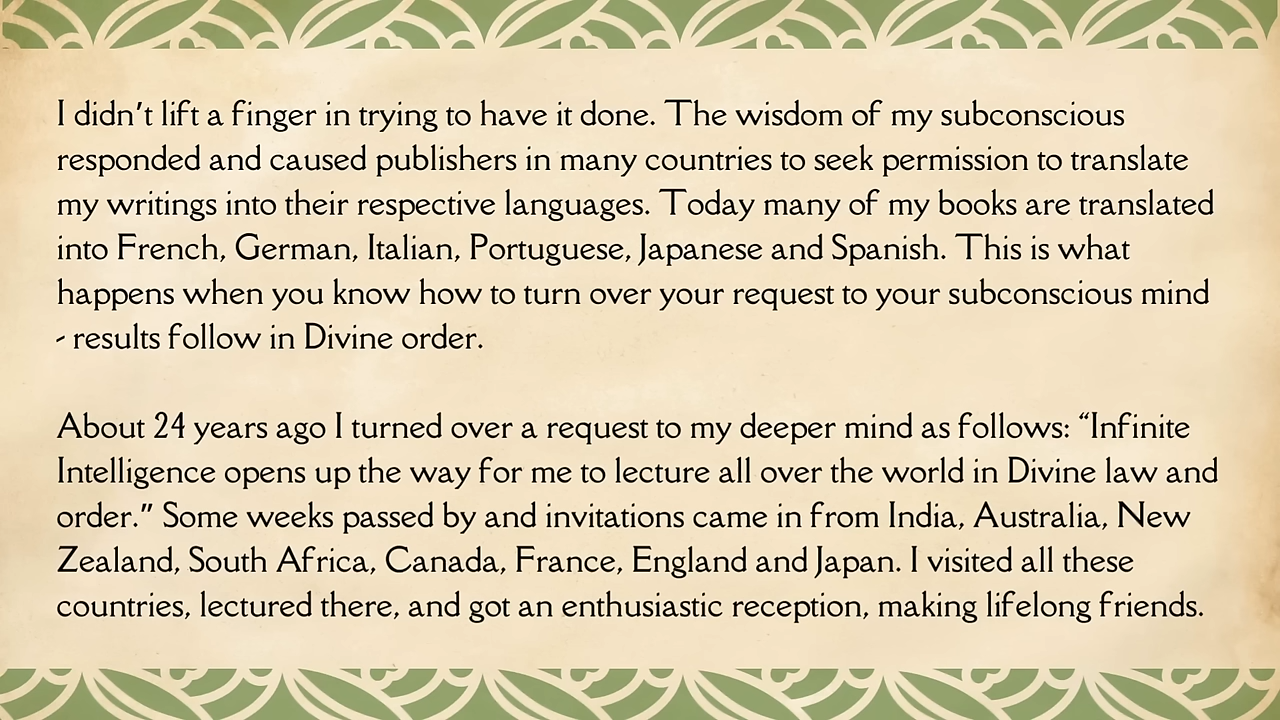 I didn't lift a finger in trying to have it done. The wisdom of my subconscious
responded and caused publishers in many countries to seek permission to translate
my writings into their respective languages. Today many of my books are translated
into French, German, Italian, Portuguese, Japanese and Spanish. This is what
happens when you know how to turn over your request to your subconscious mind
- results follow in Divine order.
About 24 years ago I turned over a request to my deeper mind as follows: “Infinite
Intelligence opens up the way for me to lecture all over the world in Divine law and
order.” Some weeks passed by and invitations came in from India, Australia, New
Zealand, South Africa, Canada, France, England and Japan. I visited all these
countries, lectured there, and got an enthusiastic reception, making lifelong friends.